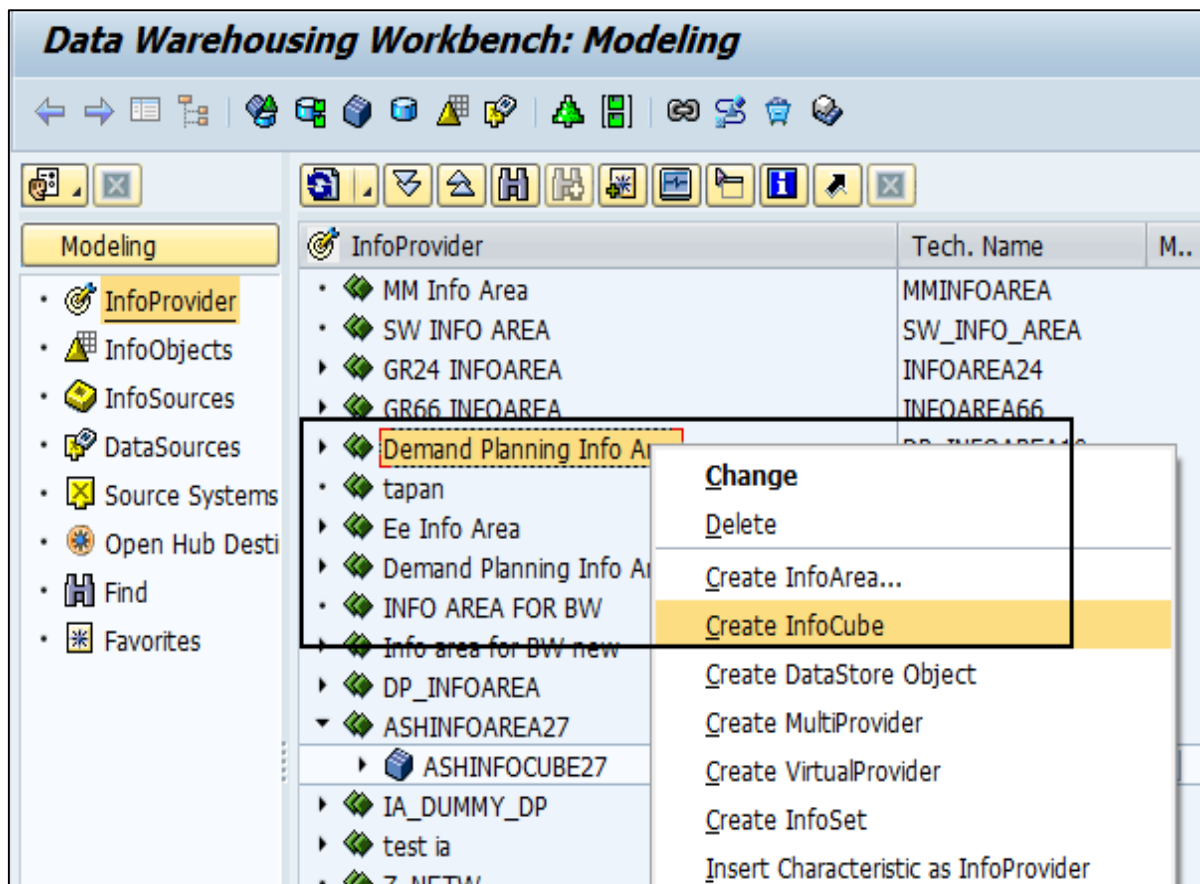 Data Warehousing Workbench: Modeling
Modeling
InfoProvider
InfoObjects
InfoSources
DataSources
Source Systems
Open Hub Desti
Find
Favorites
InfoProvider Tech. Name M..
MM Info Area MMINFOAREA
SW INFO AREA SW_INFO_AREA
GR24 INFOAREA INFOAREA24
GR66 INFOAREA INFOAREA66
Demand Planning Info
tapan
Ee Info Area
Demand Planning Info
INFO AREA FOR BW
Info area for BW new
DP_INFOAREA
ASHINFOAREA27
ASHINFOCUBE27
IA_DUMMY_DP
test ia
Change
Delete
Create InfoArea...
Create InfoCube
Create DataStore Object
Create MultiProvider
Create VirtualProvider
Create InfoSet
Insert Characteristic as InfoProvider